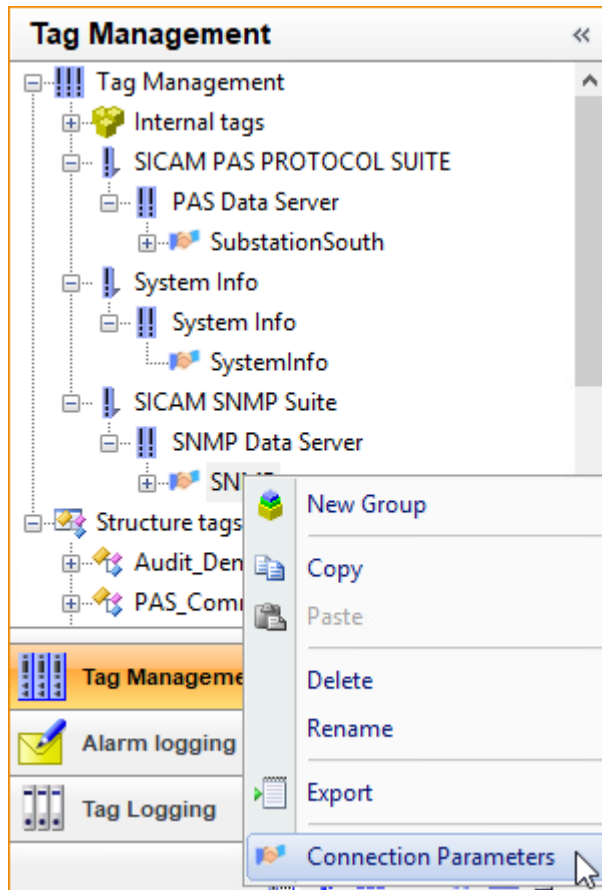 Tag Management
Tag Management
Internal tags
SICAM PAS PROTOCOL SUITE
PAS Data Server
SubstationSouth
System Info
System Info
SystemInfo
SICAM SNMP Suite
SNMP Data Server
Structure tags
New Group
Copy
Paste
Delete
Rename
Export
Connection Parameters
Alarm logging
Tag Logging